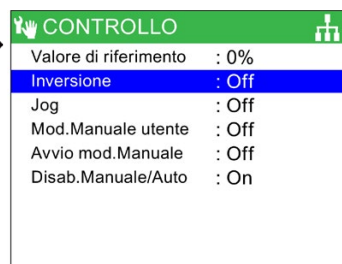 CONTROLLO
Valore di riferimento : 0%
Inversione : Off
Jog : Off
Mod.Manuale utente : Off
Avvio mod.Manuale : Off
Disab.Manuale/Auto : On